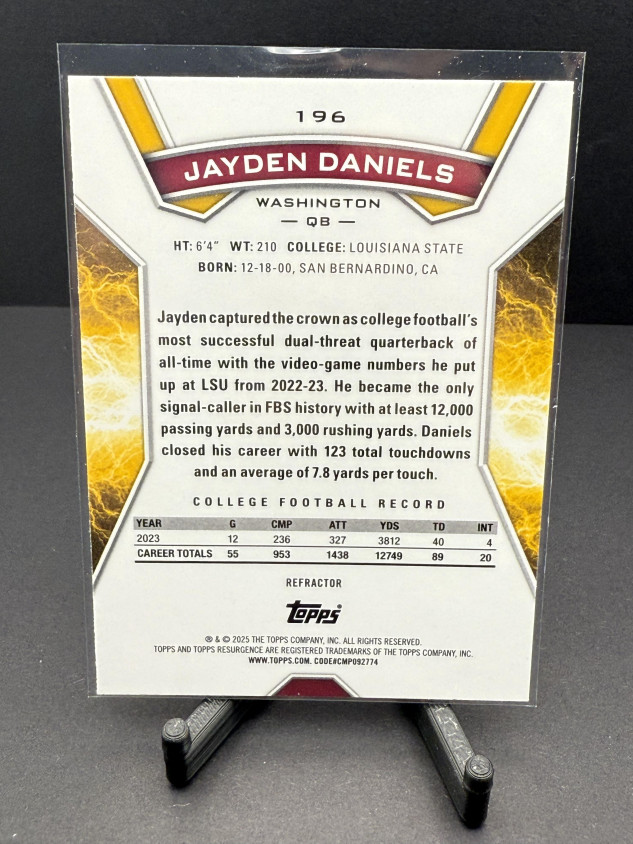 196
JAYDEN DANIELS
WASHINGTON
— QB —
HT: 6'4" WT: 210 COLLEGE: LOUISIANA STATE
BORN: 12-18-00, SAN BERNARDINO, CA
Jayden captured the crown as college football's
most successful dual-threat quarterback of
all-time with the video-game numbers he put
up at LSU from 2022-23. He became the only
signal-caller in FBS history with at least 12,000
passing yards and 3,000 rushing yards. Daniels
closed his career with 123 total touchdowns
and an average of 7.8 yards per touch.
COLLEGE FOOTBALL RECORD
YEAR G CMP ATT YDS TD INT
2023 12 236 327 3812 40 4
CAREER TOTALS 55 953 1438 12749 89 20
REFRACTOR
topps
® & © 2025 THE TOPPS COMPANY, INC. ALL RIGHTS RESERVED.
TOPPS AND TOPPS RESURGENCE ARE REGISTERED TRADEMARKS OF THE TOPPS COMPANY, INC.
WWW.TOPPS.COM. CODE#CMP092774